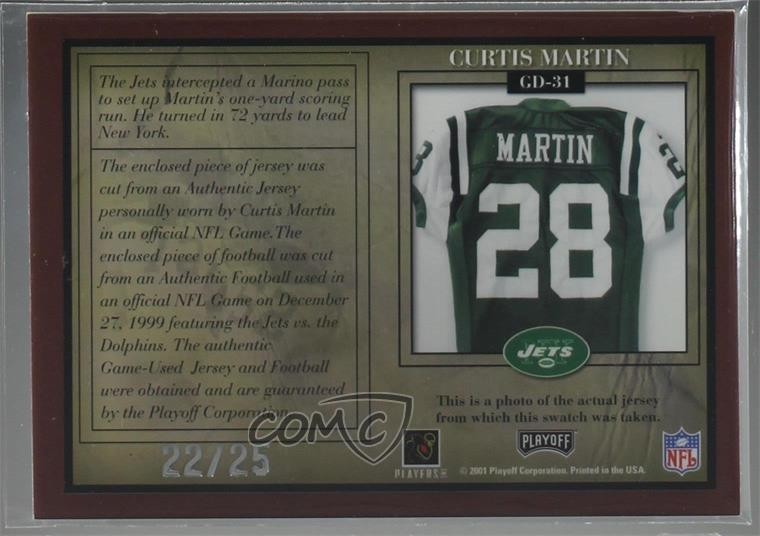 The Jets intercepted a Marino pass
to set up Martin's one-yard scoring
run. He turned in 72 yards to lead
New York.
The enclosed piece of jersey was
cut from an Authentic Jersey
personally worn by Curtis Martin
in an official NFL Game. The
enclosed piece of football was cut
from an Authentic Football used in
an official NFL Game on December
27, 1999 featuring the Jets vs. the
Dolphins. The authentic
Game-Used Jersey and Football
were obtained and are guaranteed
by the Playoff Corporation.
22/25
CURTIS MARTIN
GD-31
MARTIN
28
28
JETS
This is a photo of the actual jersey
from which this swatch was taken.
PLAYERS INC
PLAYOFF
NFL
© 2001 Playoff Corporation. Printed in the USA.
COMC